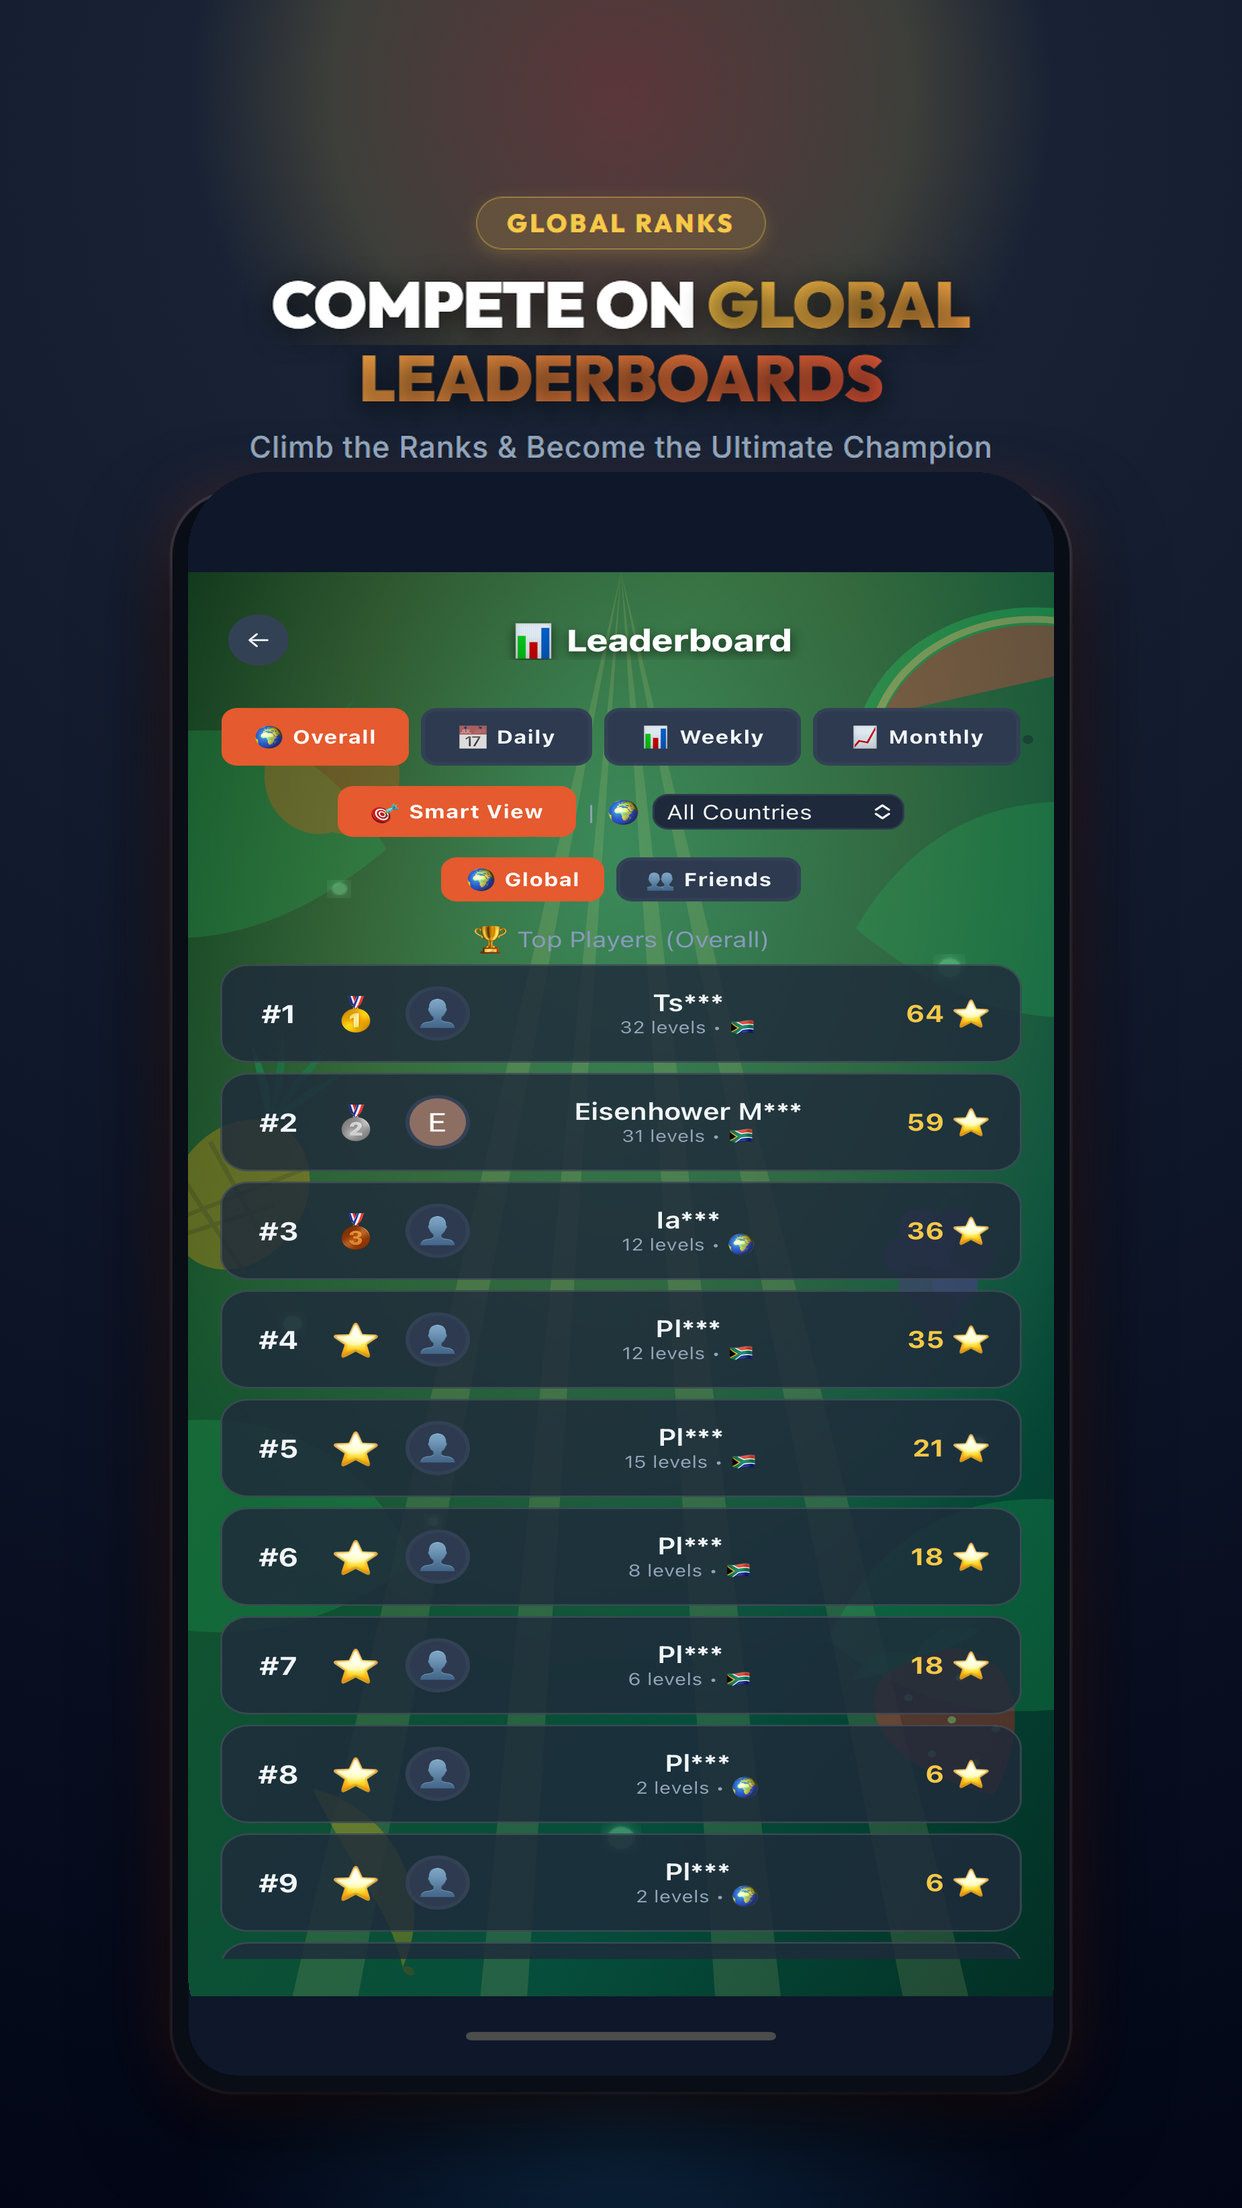 GLOBAL RANKS
COMPETE ON GLOBAL
LEADERBOARDS
Climb the Ranks & Become the Ultimate Champion
Leaderboard
Overall
17 Daily
Weekly
Monthly
Smart View | All Countries
Global
Friends
Top Players (Overall)
#1 1 Ts*** 64
32 levels •
#2 2 E Eisenhower M*** 59
31 levels •
#3 3 Ia*** 36
12 levels •
#4 Pl*** 35
12 levels •
#5 Pl*** 21
15 levels •
#6 Pl*** 18
8 levels •
#7 Pl*** 18
6 levels •
#8 Pl*** 6
2 levels •
#9 Pl*** 6
2 levels •